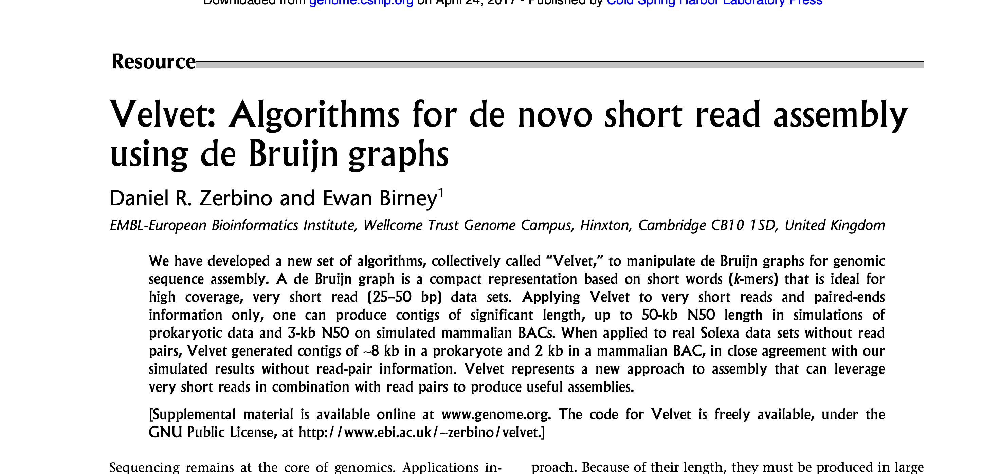 Downloaded from genome.cshlp.org on April 24, 2017 - Published by Cold Spring Harbor Laboratory Press
Resource
Velvet: Algorithms for de novo short read assembly
using de Bruijn graphs
Daniel R. Zerbino and Ewan Birney¹
EMBL-European Bioinformatics Institute, Wellcome Trust Genome Campus, Hinxton, Cambridge CB10 1SD, United Kingdom
We have developed a new set of algorithms, collectively called “Velvet,” to manipulate de Bruijn graphs for genomic
sequence assembly. A de Bruijn graph is a compact representation based on short words (k-mers) that is ideal for
high coverage, very short read (25–50 bp) data sets. Applying Velvet to very short reads and paired-ends
information only, one can produce contigs of significant length, up to 50-kb N50 length in simulations of
prokaryotic data and 3-kb N50 on simulated mammalian BACs. When applied to real Solexa data sets without read
pairs, Velvet generated contigs of ~8 kb in a prokaryote and 2 kb in a mammalian BAC, in close agreement with our
simulated results without read-pair information. Velvet represents a new approach to assembly that can leverage
very short reads in combination with read pairs to produce useful assemblies.
[Supplemental material is available online at www.genome.org. The code for Velvet is freely available, under the
GNU Public License, at http://www.ebi.ac.uk/~zerbino/velvet.]
Sequencing remains at the core of genomics. Applications in-
proach. Because of their length, they must be produced in large